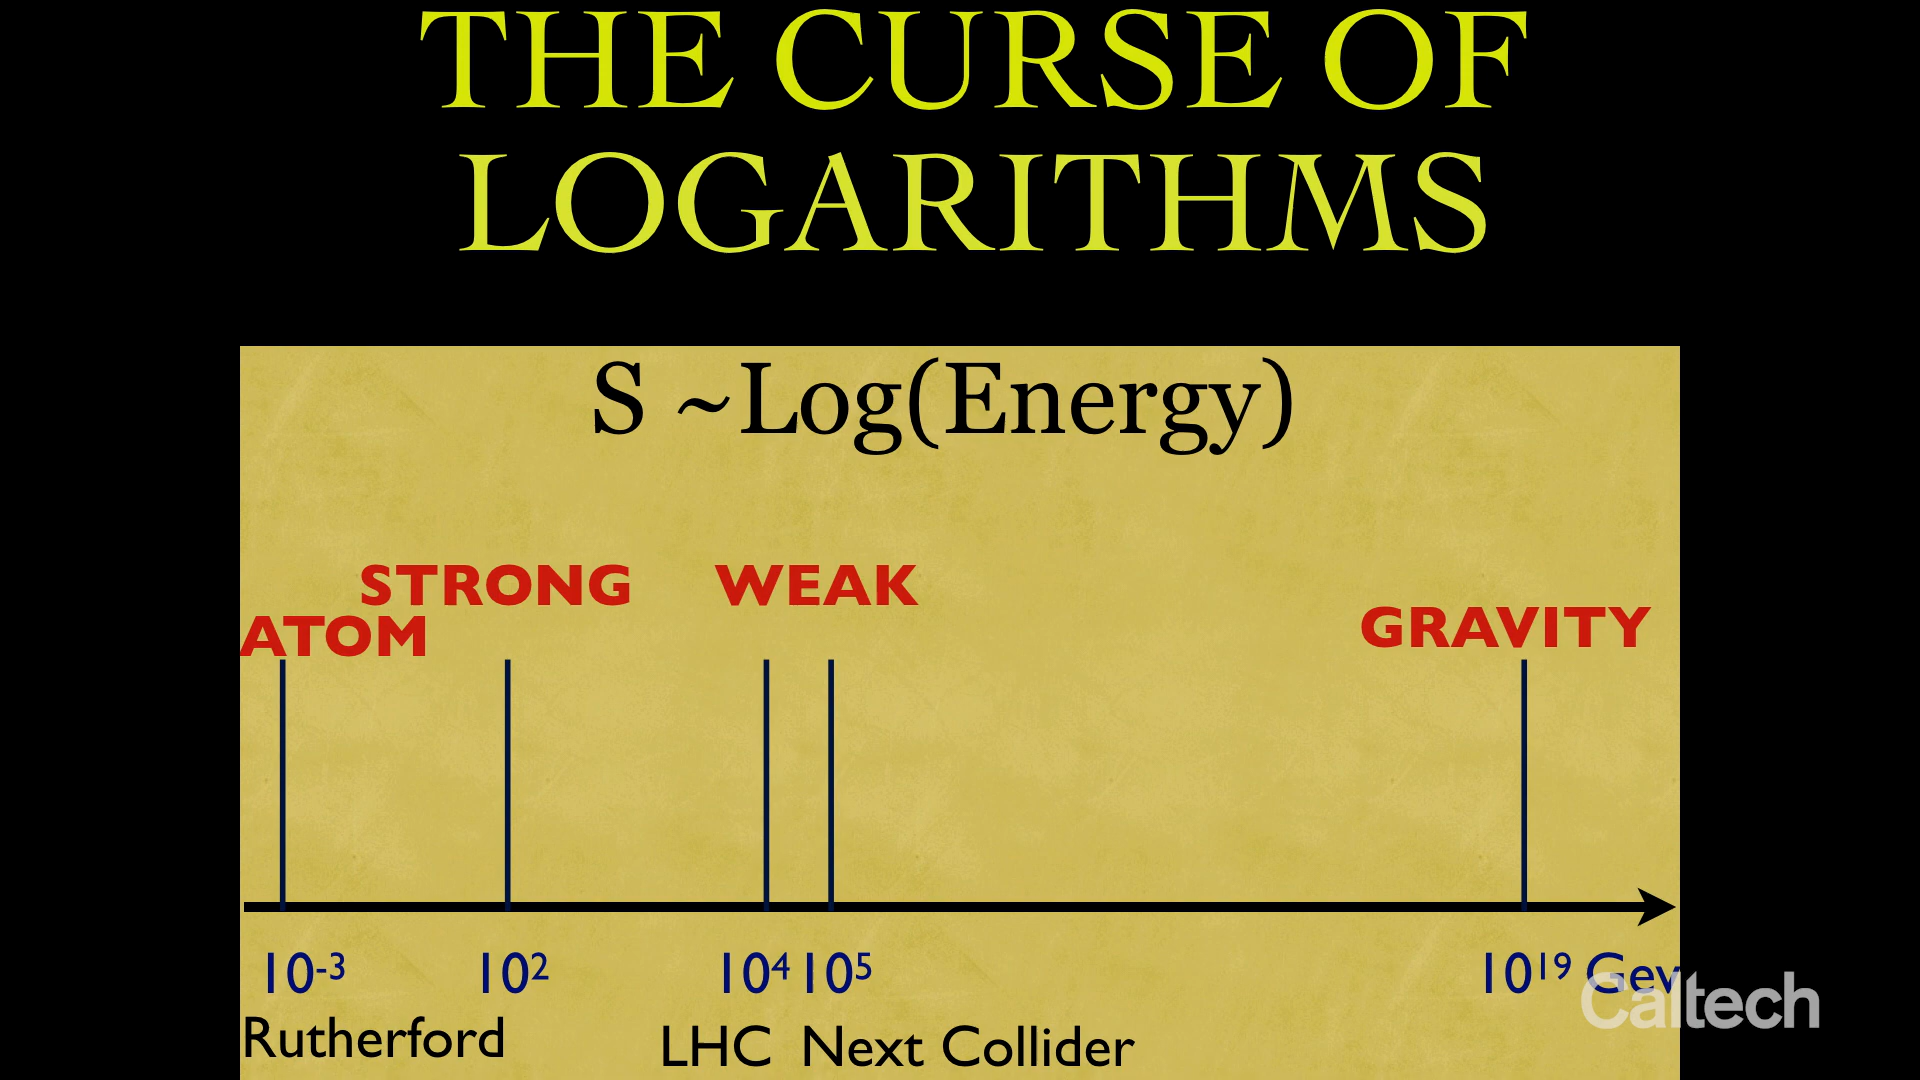 THE CURSE OF
LOGARITHMS
S ~Log(Energy)
STRONG WEAK
ATOM GRAVITY
10⁻³ 10² 10⁴ 10⁵ 10¹⁹ Gev
Caltech
Rutherford LHC Next Collider